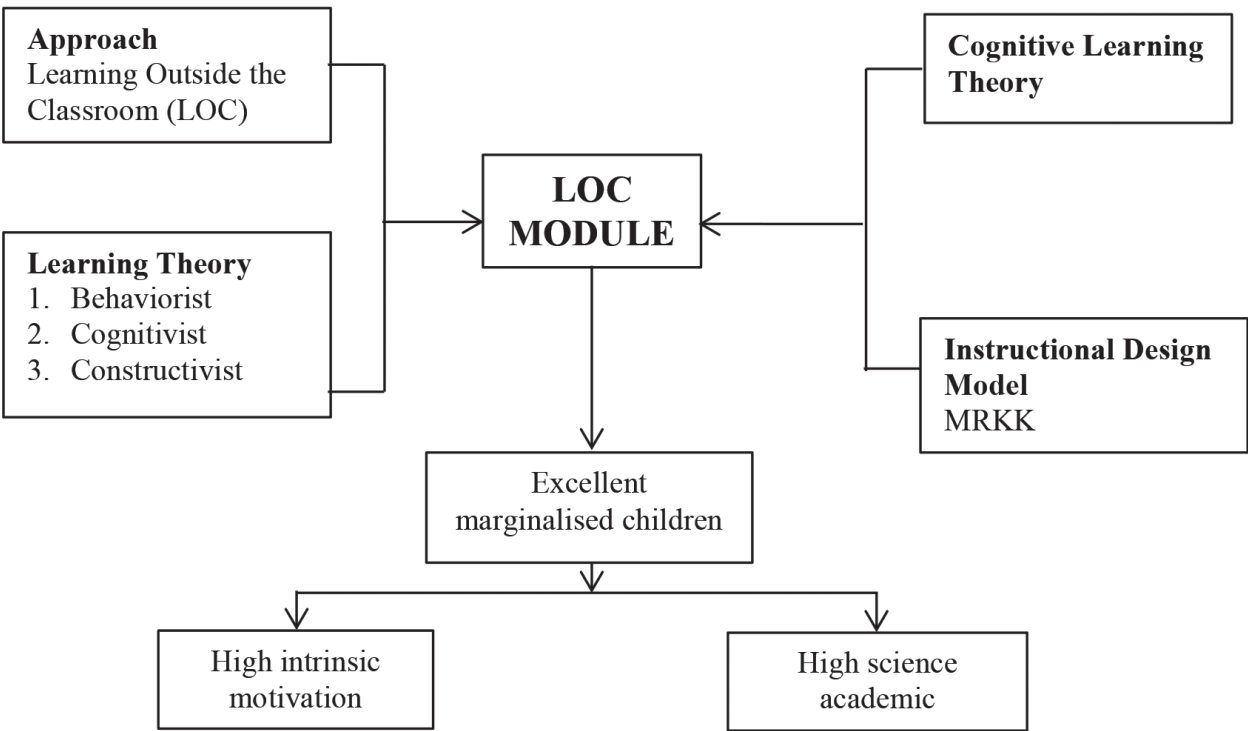 Approach
Learning Outside the
Classroom (LOC)
Cognitive Learning
Theory
LOC
MODULE
Learning Theory
1. Behaviorist
2. Cognitivist
3. Constructivist
Instructional Design
Model
MRKK
Excellent
marginalised children
High intrinsic
motivation
High science
academic